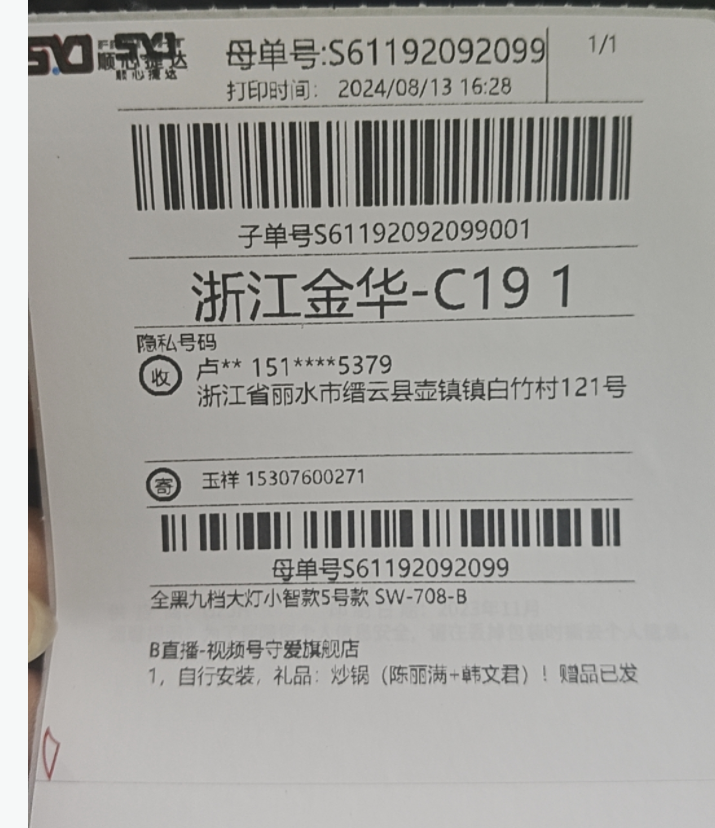 顺心捷达
顺心捷达
母单号:S61192092099
1/1
打印时间: 2024/08/13 16:28
子单号S61192092099001
浙江金华-C19 1
隐私号码
收 卢** 151****5379
浙江省丽水市缙云县壶镇镇白竹村121号
寄 玉祥 15307600271
母单号S61192092099
全黑九档大灯小智款5号款 SW-708-B
B直播-视频号守爱旗舰店
1, 自行安装, 礼品: 炒锅 (陈丽满+韩文君) ! 赠品已发